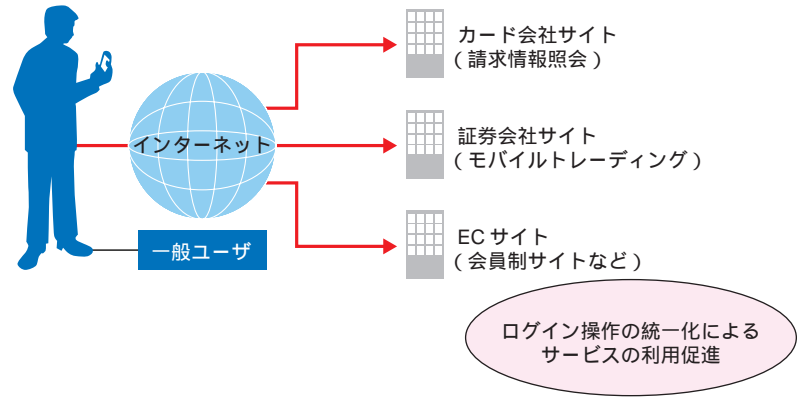 カード会社サイト
（請求情報照会）
インターネット
証券会社サイト
（モバイルトレーディング）
一般ユーザ
ECサイト
（会員制サイトなど）
ログイン操作の統一化による
サービスの利用促進